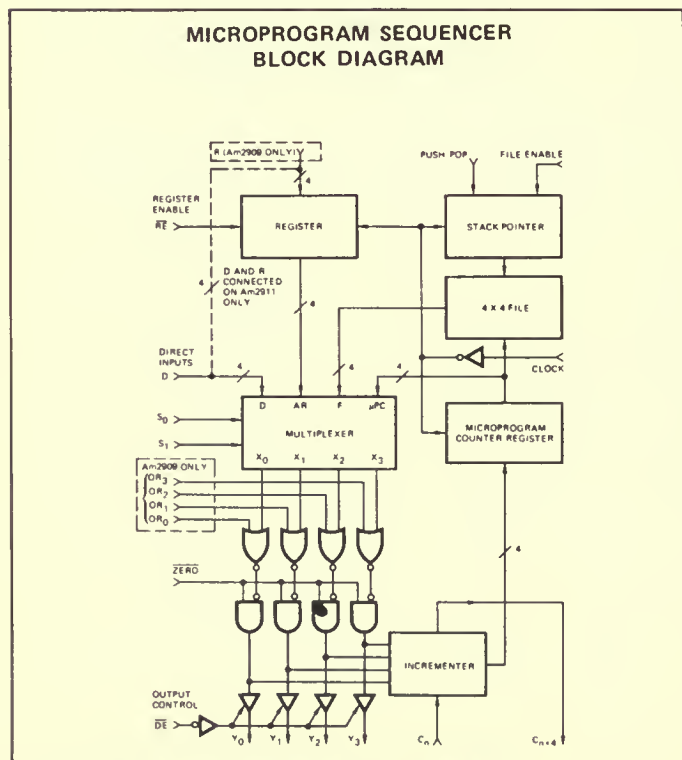 MICROPROGRAM SEQUENCER
BLOCK DIAGRAM
R (Am2909 ONLY)
PUSH POP
FILE ENABLE
4
REGISTER
ENABLE
RE
REGISTER
STACK POINTER
4
D AND R
CONNECTED
ON Am2911
ONLY
4
4 X 4 FILE
DIRECT
INPUTS
D
4
4
4
CLOCK
D
AR
F
μPC
MULTIPLEXER
X0
X1
X2
X3
S0
S1
MICROPROGRAM
COUNTER REGISTER
Am2909 ONLY
OR3
OR2
OR1
OR0
4
ZERO
INCREMENTER
OUTPUT
CONTROL
OE
Y0
Y1
Y2
Y3
Cn
Cn+4